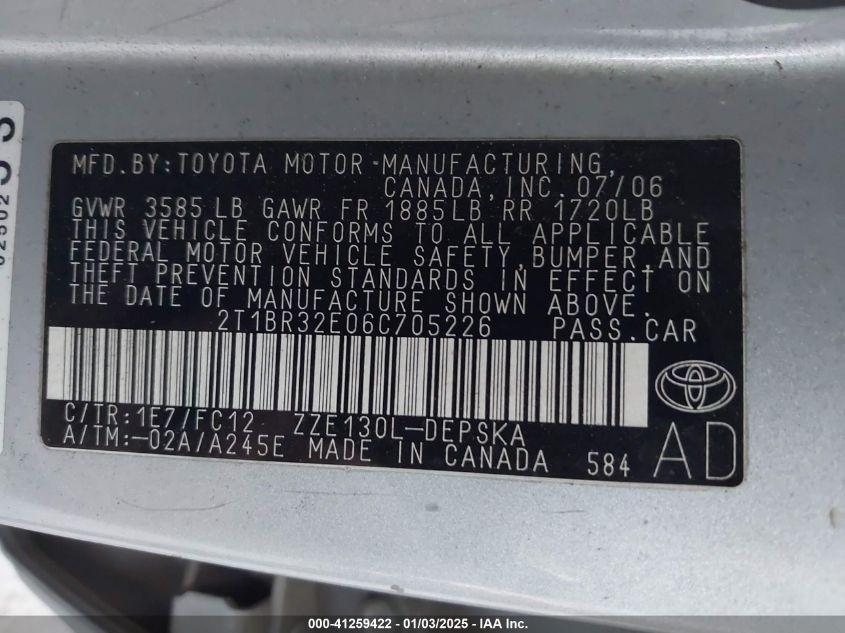 MFD.BY:TOYOTA MOTOR MANUFACTURING,
CANADA, INC. 07/06
GVWR 3585 LB GAWR FR 1885LB RR 1720LB
THIS VEHICLE CONFORMS TO ALL APPLICABLE
FEDERAL MOTOR VEHICLE SAFETY, BUMPER, AND
THEFT PREVENTION STANDARDS IN EFFECT ON
THE DATE OF MANUFACTURE SHOWN ABOVE.
2T1BR32E06C705226 PASS.CAR
C/TR:1E7/FC12 ZZE130L-DEPSKA
A/TM:-02A/A245E MADE IN CANADA 584 AD
000-41259422 - 01/03/2025 - IAA Inc.